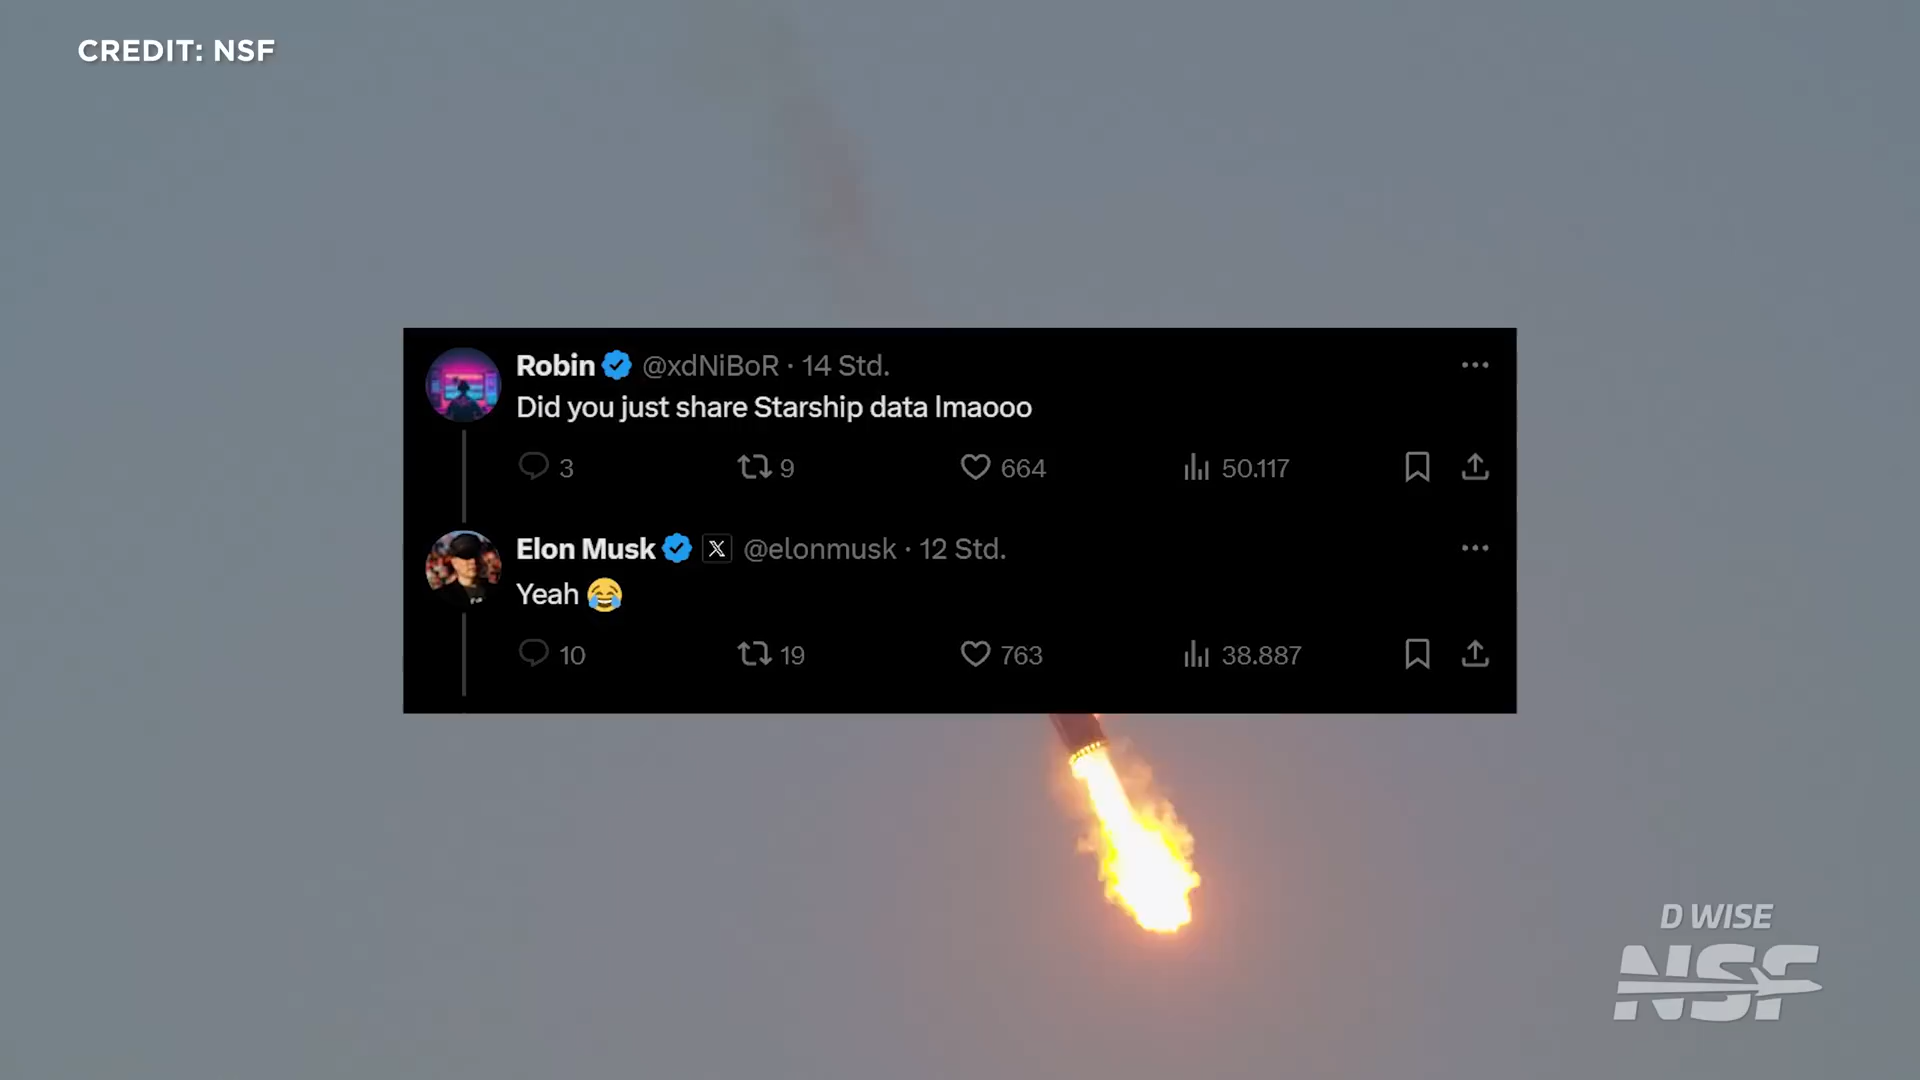 CREDIT: NSF
Robin @xdNiBoR · 14 Std.
Did you just share Starship data lmaooo
3 9 664 50.117
Elon Musk @elonmusk · 12 Std.
Yeah 😂
10 19 763 38.887
D WISE
NSF